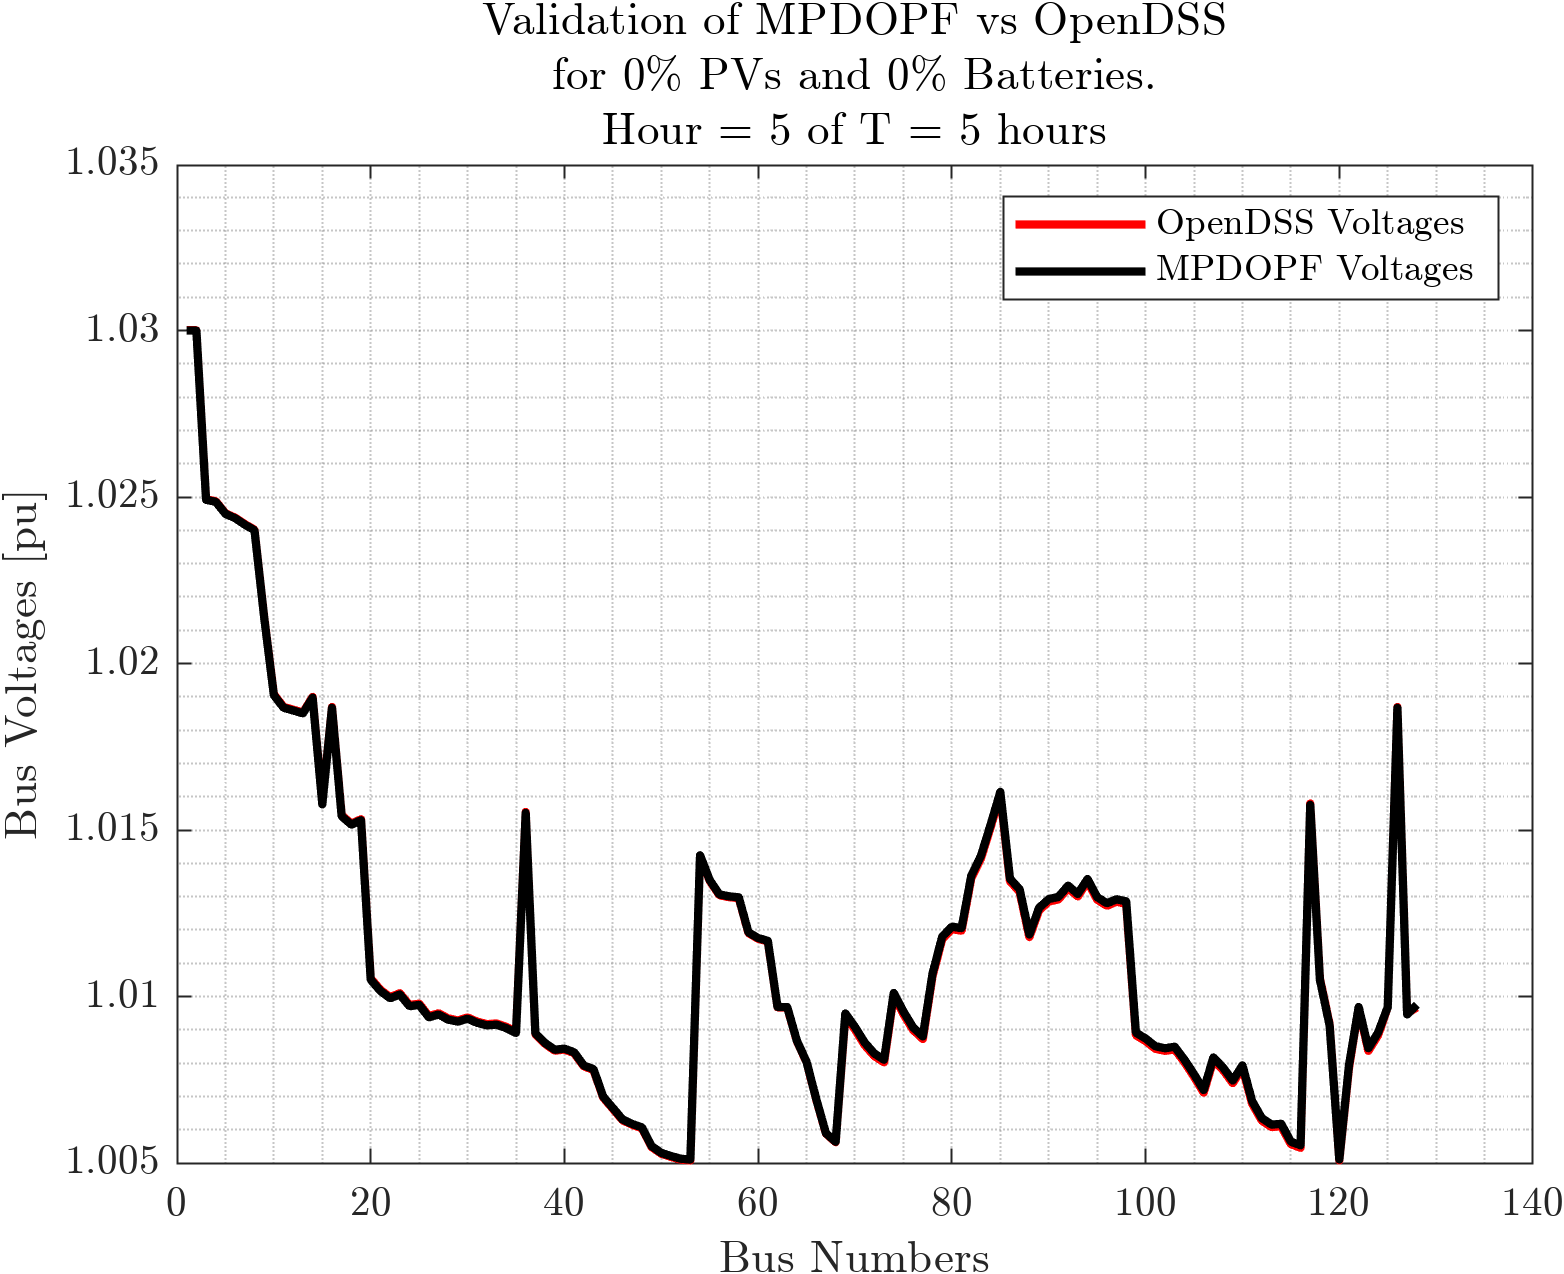 Validation of MPDOPF vs OpenDSS
for 0% PVs and 0% Batteries.
Hour = 5 of T = 5 hours
OpenDSS Voltages
MPDOPF Voltages
Bus Voltages [pu]
1.035
1.03
1.025
1.02
1.015
1.01
1.005
0 20 40 60 80 100 120 140
Bus Numbers